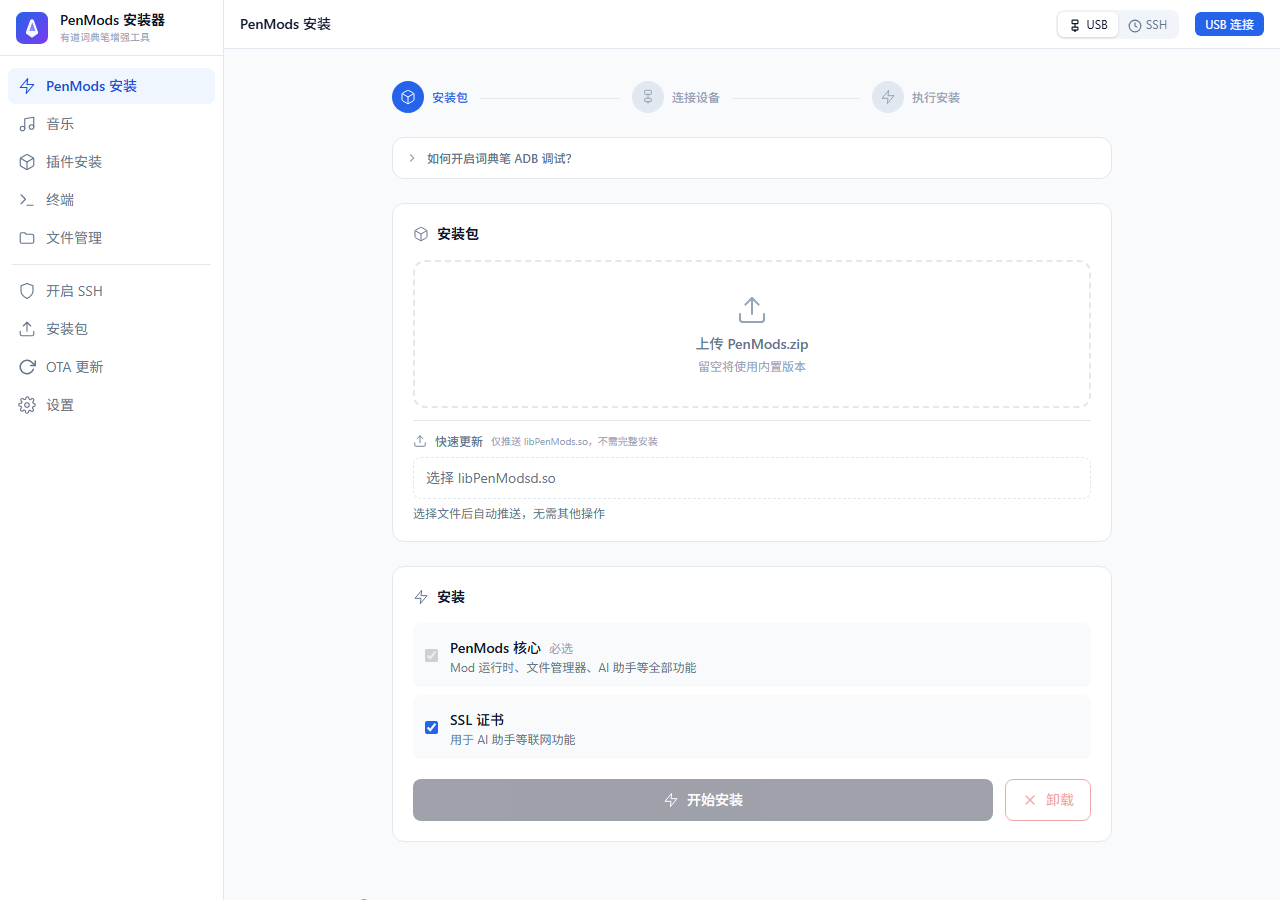 PenMods 安装器
有道词典笔增强工具
PenMods 安装
音乐
插件安装
终端
文件管理
开启 SSH
安装包
OTA 更新
设置
PenMods 安装
USB
SSH
USB 连接
安装包
连接设备
执行安装
如何开启词典笔 ADB 调试？
安装包
上传 PenMods.zip
留空将使用内置版本
快速更新 仅推送 libPenMods.so，不需完整安装
选择 libPenModsd.so
选择文件后自动推送，无需其他操作
安装
PenMods 核心 必选
Mod 运行时、文件管理器、AI 助手等全部功能
SSL 证书
用于 AI 助手等联网功能
开始安装
卸载